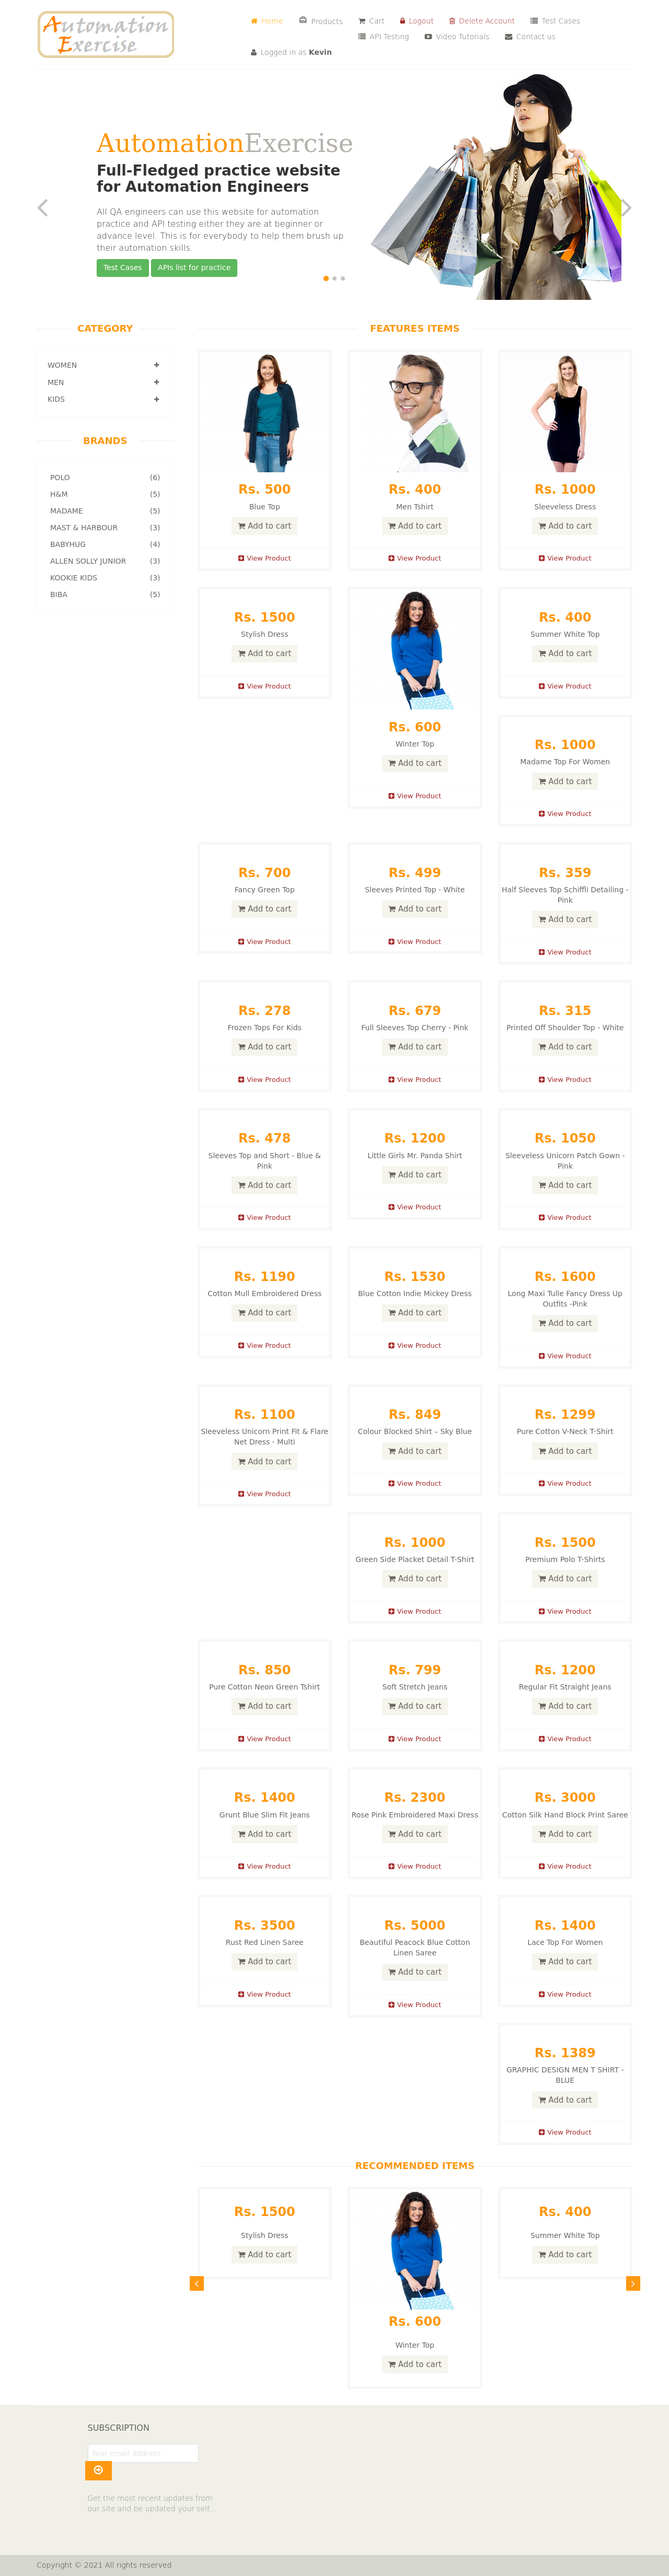 Automation
Exercise
Home
Products
Cart
Logout
Delete Account
Test Cases
API Testing
Video Tutorials
Contact us
Logged in as Kevin
AutomationExercise
Full-Fledged practice website
for Automation Engineers
All QA engineers can use this website for automation
practice and API testing either they are at beginner or
advance level. This is for everybody to help them brush up
their automation skills.
Test Cases
APIs list for practice
CATEGORY
WOMEN
MEN
KIDS
BRANDS
POLO (6)
H&M (5)
MADAME (5)
MAST & HARBOUR (3)
BABYHUG (4)
ALLEN SOLLY JUNIOR (3)
KOOKIE KIDS (3)
BIBA (5)
FEATURES ITEMS
Rs. 500
Blue Top
Add to cart
View Product
Rs. 400
Men Tshirt
Add to cart
View Product
Rs. 1000
Sleeveless Dress
Add to cart
View Product
Rs. 1500
Stylish Dress
Add to cart
View Product
Rs. 600
Winter Top
Add to cart
View Product
Rs. 400
Summer White Top
Add to cart
View Product
Rs. 1000
Madame Top For Women
Add to cart
View Product
Rs. 700
Fancy Green Top
Add to cart
View Product
Rs. 499
Sleeves Printed Top - White
Add to cart
View Product
Rs. 359
Half Sleeves Top Schiffli Detailing -
Pink
Add to cart
View Product
Rs. 278
Frozen Tops For Kids
Add to cart
View Product
Rs. 679
Full Sleeves Top Cherry - Pink
Add to cart
View Product
Rs. 315
Printed Off Shoulder Top - White
Add to cart
View Product
Rs. 478
Sleeves Top and Short - Blue &
Pink
Add to cart
View Product
Rs. 1200
Little Girls Mr. Panda Shirt
Add to cart
View Product
Rs. 1050
Sleeveless Unicorn Patch Gown -
Pink
Add to cart
View Product
Rs. 1190
Cotton Mull Embroidered Dress
Add to cart
View Product
Rs. 1530
Blue Cotton Indie Mickey Dress
Add to cart
View Product
Rs. 1600
Long Maxi Tulle Fancy Dress Up
Outfits -Pink
Add to cart
View Product
Rs. 1100
Sleeveless Unicorn Print Fit & Flare
Net Dress - Multi
Add to cart
View Product
Rs. 849
Colour Blocked Shirt – Sky Blue
Add to cart
View Product
Rs. 1299
Pure Cotton V-Neck T-Shirt
Add to cart
View Product
Rs. 1000
Green Side Placket Detail T-Shirt
Add to cart
View Product
Rs. 1500
Premium Polo T-Shirts
Add to cart
View Product
Rs. 850
Pure Cotton Neon Green Tshirt
Add to cart
View Product
Rs. 799
Soft Stretch Jeans
Add to cart
View Product
Rs. 1200
Regular Fit Straight Jeans
Add to cart
View Product
Rs. 1400
Grunt Blue Slim Fit Jeans
Add to cart
View Product
Rs. 2300
Rose Pink Embroidered Maxi Dress
Add to cart
View Product
Rs. 3000
Cotton Silk Hand Block Print Saree
Add to cart
View Product
Rs. 3500
Rust Red Linen Saree
Add to cart
View Product
Rs. 5000
Beautiful Peacock Blue Cotton
Linen Saree
Add to cart
View Product
Rs. 1400
Lace Top For Women
Add to cart
View Product
Rs. 1389
GRAPHIC DESIGN MEN T SHIRT -
BLUE
Add to cart
View Product
RECOMMENDED ITEMS
Rs. 1500
Stylish Dress
Add to cart
Rs. 600
Winter Top
Add to cart
Rs. 400
Summer White Top
Add to cart
SUBSCRIPTION
Your email address
Get the most recent updates from
our site and be updated your self...
Copyright © 2021 All rights reserved